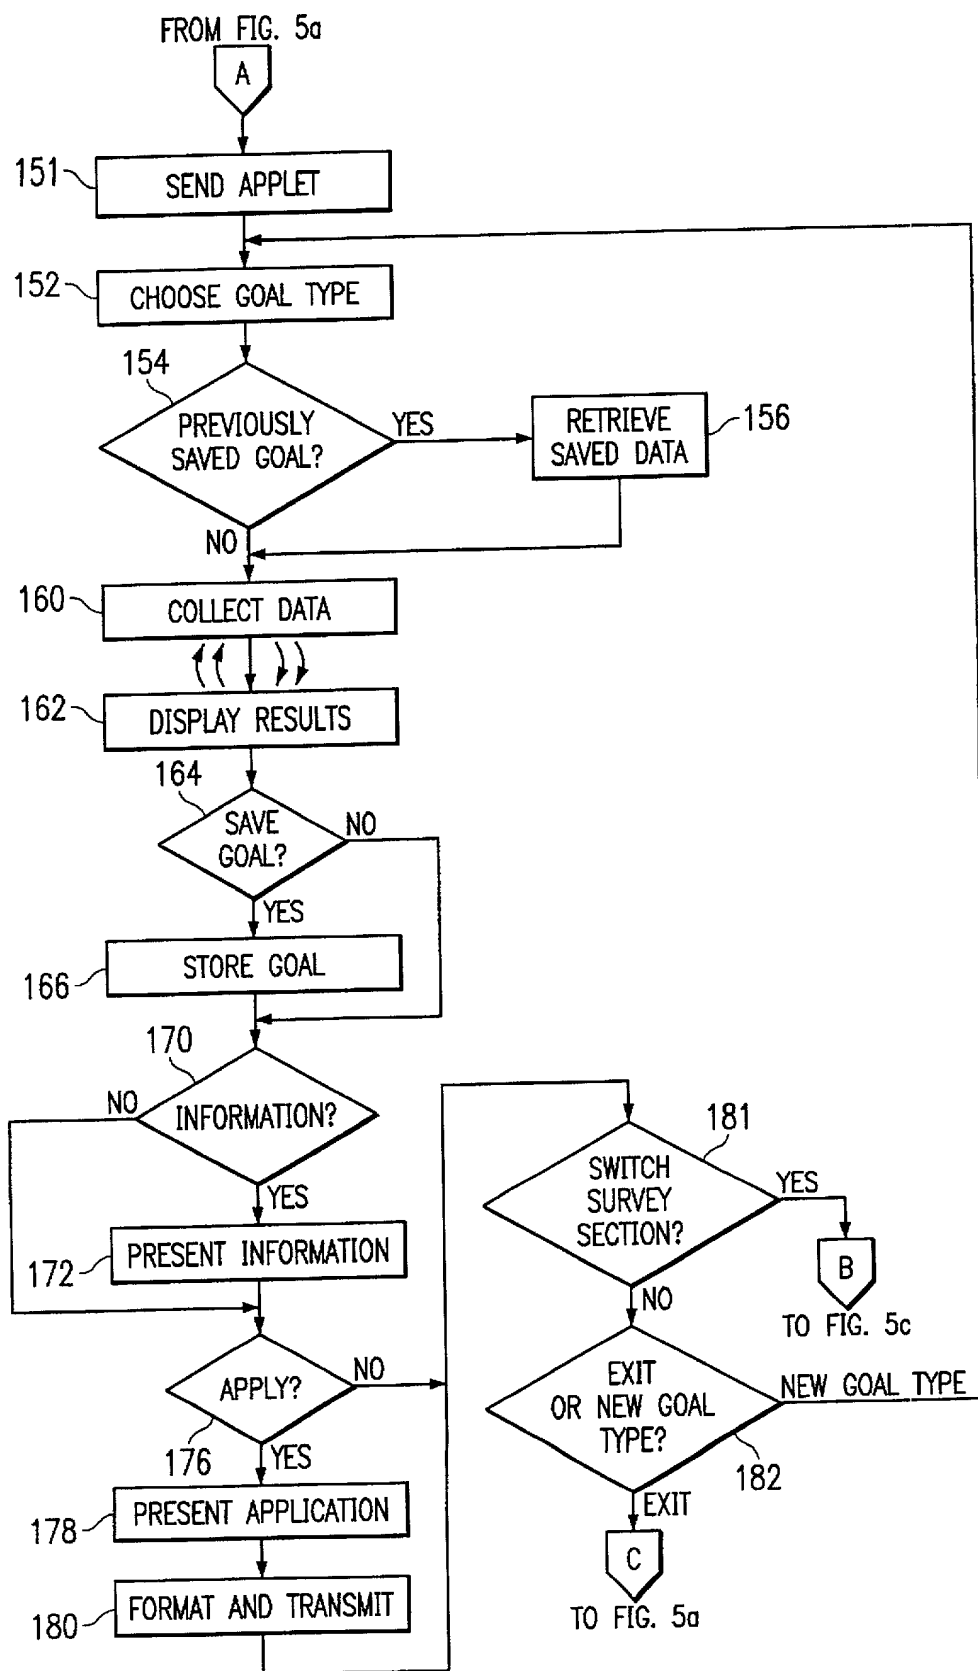 FROM FIG. 5a
A
151
SEND APPLET
152
CHOOSE GOAL TYPE
154
PREVIOUSLY
SAVED GOAL?
YES
RETRIEVE
SAVED DATA
156
NO
160
COLLECT DATA
162
DISPLAY RESULTS
164
SAVE
GOAL?
NO
YES
166
STORE GOAL
170
NO
INFORMATION?
YES
172
PRESENT INFORMATION
APPLY?
NO
176
YES
178
PRESENT APPLICATION
180
FORMAT AND TRANSMIT
181
SWITCH
SURVEY
SECTION?
YES
B
TO FIG. 5c
NO
EXIT
OR NEW GOAL
TYPE?
NEW GOAL TYPE
182
EXIT
C
TO FIG. 5a